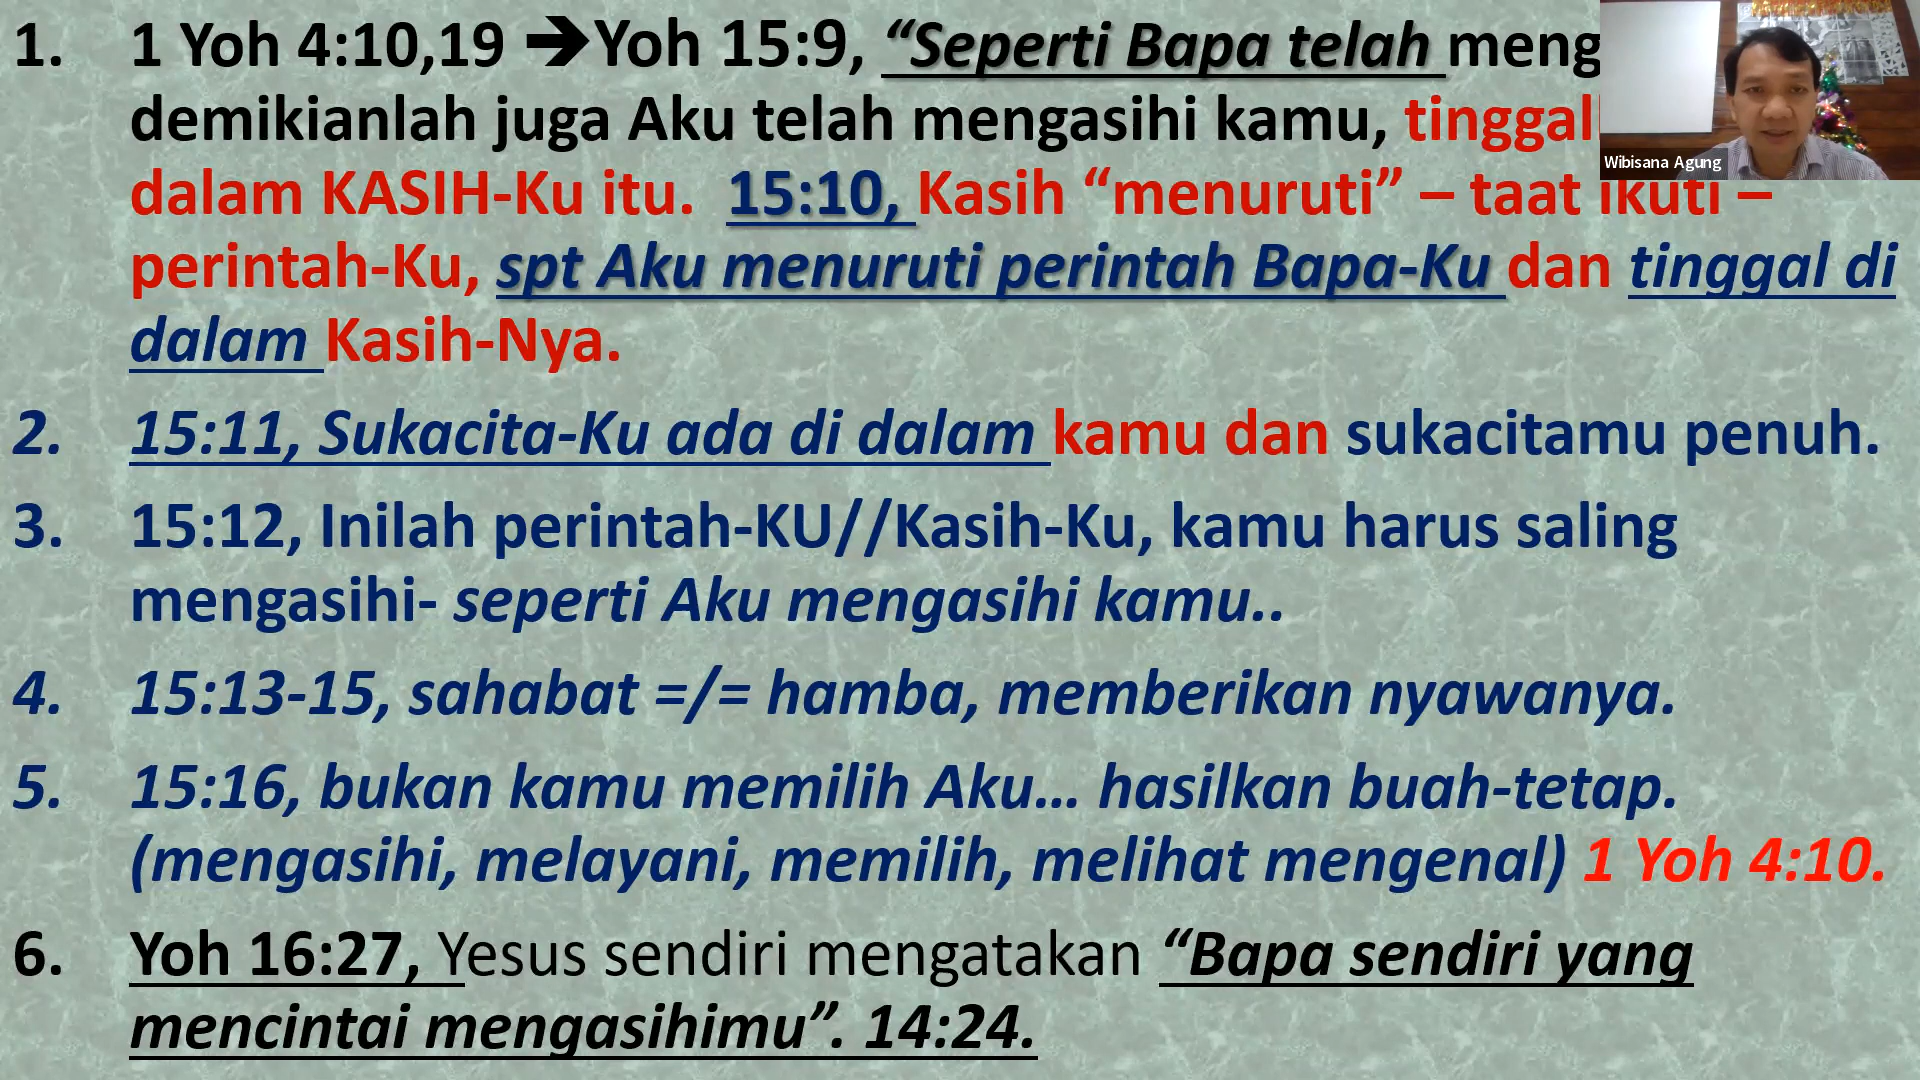 1. 1 Yoh 4:10,19 ➔Yoh 15:9, “Seperti Bapa telah
demikianlah juga Aku telah mengasihi kamu,
dalam KASIH-Ku itu. 15:10, Kasih “menuruti” – taat ikuti –
perintah-Ku, spt Aku menuruti perintah Bapa-Ku dan tinggal di
dalam Kasih-Nya.
2. 15:11, Sukacita-Ku ada di dalam kamu dan sukacitamu penuh.
3. 15:12, Inilah perintah-KU//Kasih-Ku, kamu harus saling
mengasihi- seperti Aku mengasihi kamu..
4. 15:13-15, sahabat =/= hamba, memberikan nyawanya.
5. 15:16, bukan kamu memilih Aku... hasilkan buah-tetap.
(mengasihi, melayani, memilih, melihat mengenal) 1 Yoh 4:10.
6. Yoh 16:27, Yesus sendiri mengatakan “Bapa sendiri yang
mencintai mengasihimu”. 14:24.
Wibisana Agung